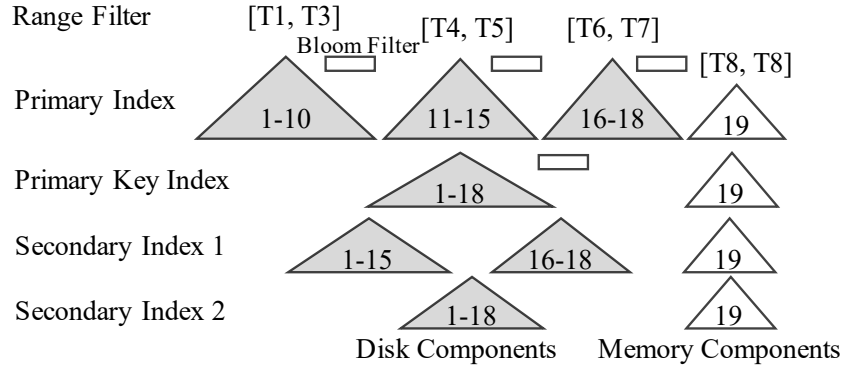 Range Filter [T1, T3] [T4, T5] [T6, T7]
Bloom Filter [T8, T8]
Primary Index 1-10 11-15 16-18 19
Primary Key Index 1-18 19
Secondary Index 1 1-15 16-18 19
Secondary Index 2 1-18 19
Disk Components Memory Components